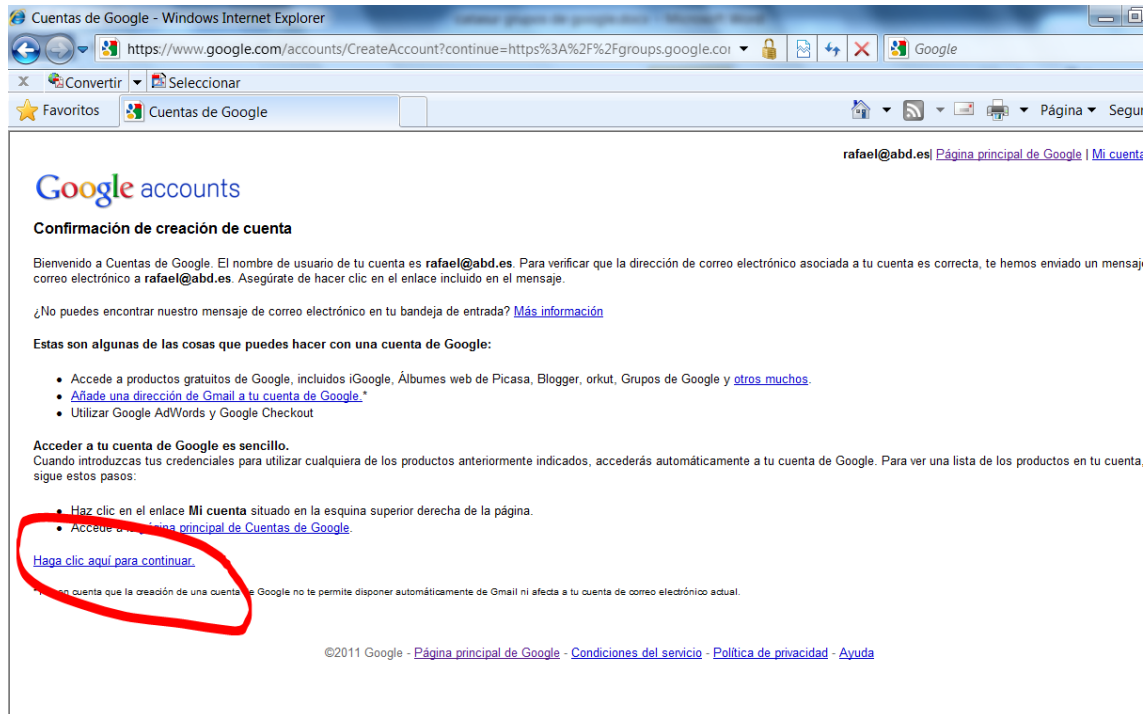 Cuentas de Google - Windows Internet Explorer
https://www.google.com/accounts/CreateAccount?continue=https%3A%2F%2Fgroups.google.co
Google
x Convertir Seleccionar
Favoritos Cuentas de Google Página Segur
rafael@abd.es| Página principal de Google | Mi cuenta
Google accounts
Confirmación de creación de cuenta
Bienvenido a Cuentas de Google. El nombre de usuario de tu cuenta es rafael@abd.es. Para verificar que la dirección de correo electrónico asociada a tu cuenta es correcta, te hemos enviado un mensaje
correo electrónico a rafael@abd.es. Asegúrate de hacer clic en el enlace incluido en el mensaje.
¿No puedes encontrar nuestro mensaje de correo electrónico en tu bandeja de entrada? Más información
Estas son algunas de las cosas que puedes hacer con una cuenta de Google:
• Accede a productos gratuitos de Google, incluidos iGoogle, Álbumes web de Picasa, Blogger, orkut, Grupos de Google y otros muchos.
• Añade una dirección de Gmail a tu cuenta de Google.*
• Utilizar Google AdWords y Google Checkout
Acceder a tu cuenta de Google es sencillo.
Cuando introduzcas tus credenciales para utilizar cualquiera de los productos anteriormente indicados, accederás automáticamente a tu cuenta de Google. Para ver una lista de los productos en tu cuenta,
sigue estos pasos:
• Haz clic en el enlace Mi cuenta situado en la esquina superior derecha de la página.
• Accede a la página principal de Cuentas de Google.
Haga clic aquí para continuar.
cuenta que la creación de una cuenta de Google no te permite disponer automáticamente de Gmail ni afecta a tu cuenta de correo electrónico actual.
©2011 Google - Página principal de Google - Condiciones del servicio - Política de privacidad - Ayuda